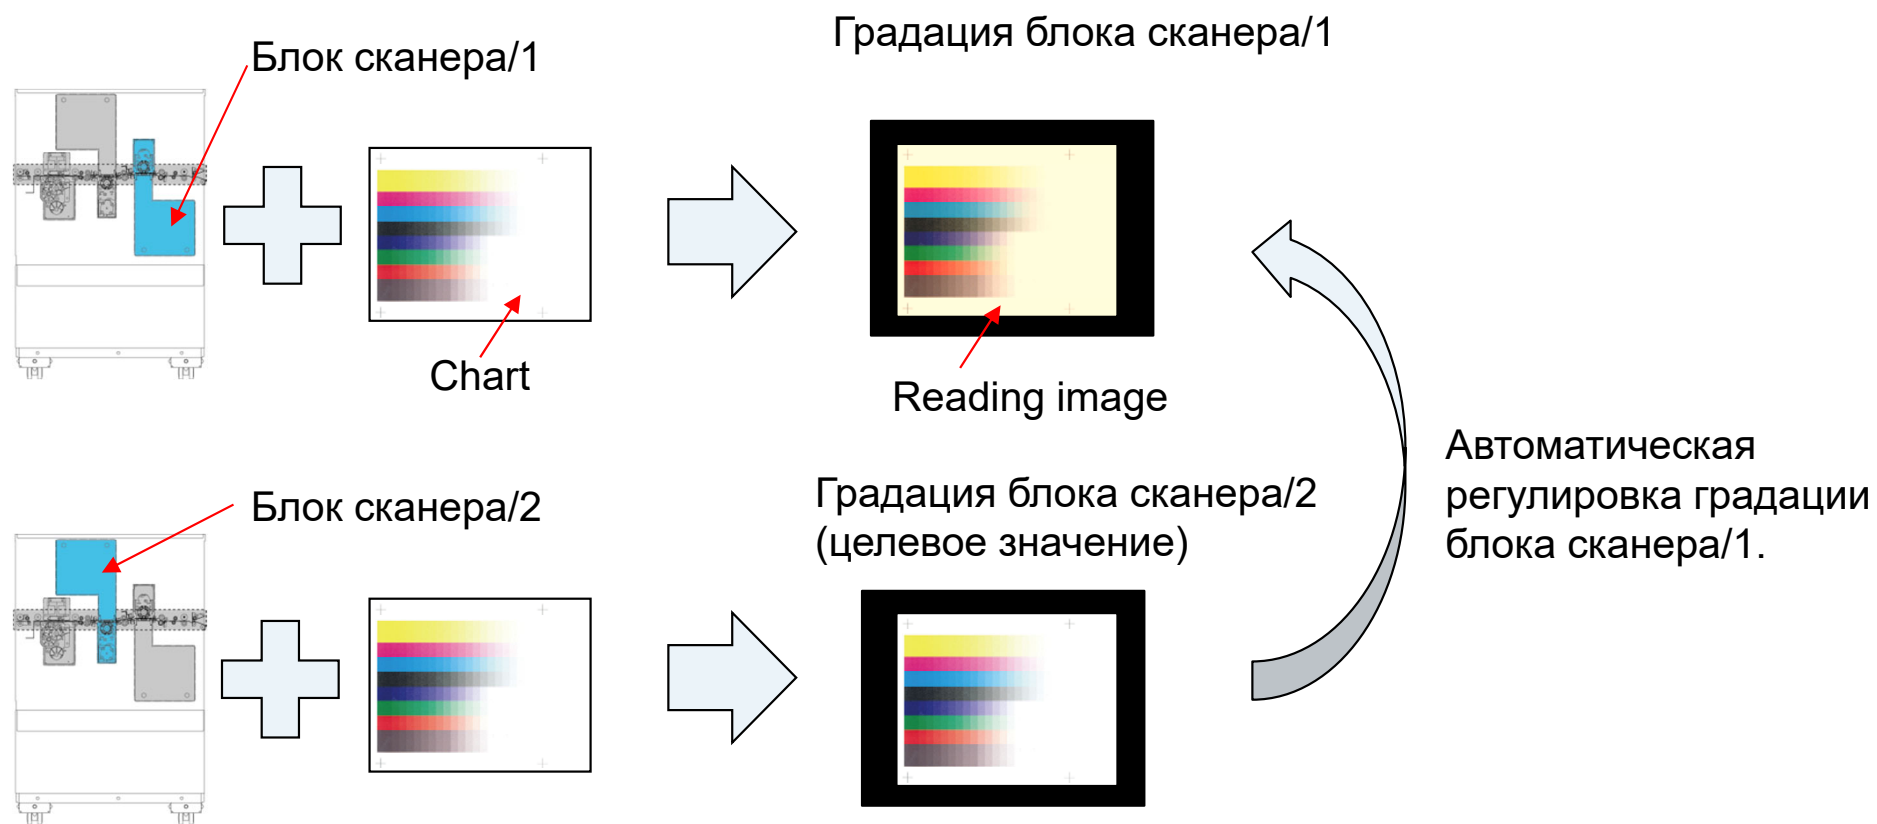 Блок сканера/1
Градация блока сканера/1
Chart
Reading image
Блок сканера/2
Градация блока сканера/2
(целевое значение)
Автоматическая
регулировка градации
блока сканера/1.